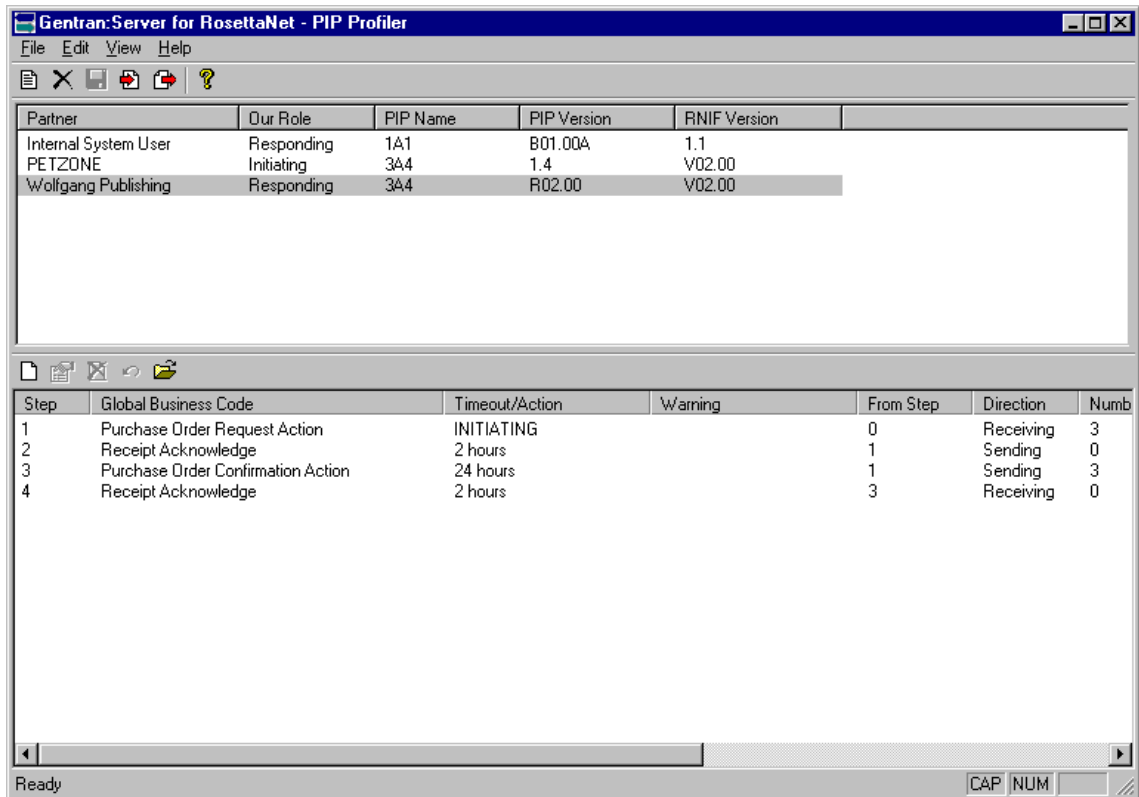 Gentran:Server for RosettaNet - PIP Profiler
File Edit View Help
Partner Our Role PIP Name PIP Version RNIF Version
Internal System User Responding 1A1 B01.00A 1.1
PETZONE Initiating 3A4 1.4 V02.00
Wolfgang Publishing Responding 3A4 R02.00 V02.00
Step Global Business Code Timeout/Action Warning From Step Direction Numb
1 Purchase Order Request Action INITIATING 0 Receiving 3
2 Receipt Acknowledge 2 hours 1 Sending 0
3 Purchase Order Confirmation Action 24 hours 1 Sending 3
4 Receipt Acknowledge 2 hours 3 Receiving 0
Ready CAP NUM